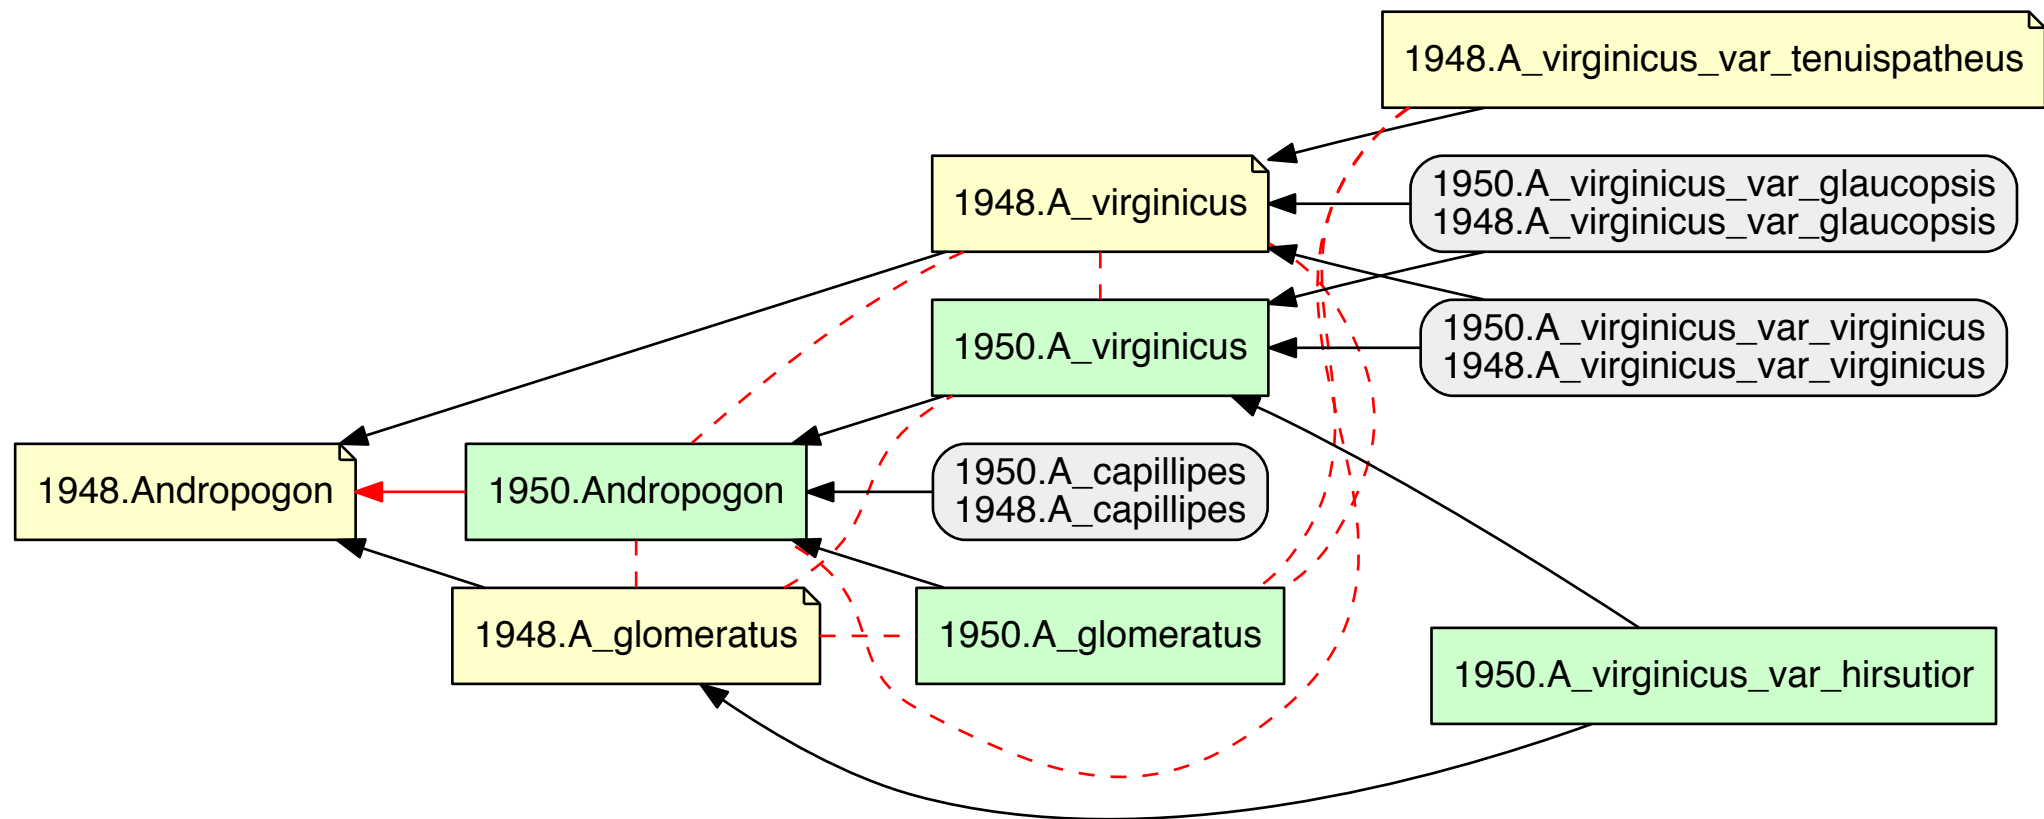 1948.A_virginicus_var_tenuispatheus
1948.A_virginicus
1950.A_virginicus_var_glaucopsis
1948.A_virginicus_var_glaucopsis
1950.A_virginicus
1950.A_virginicus_var_virginicus
1948.A_virginicus_var_virginicus
1948.Andropogon
1950.Andropogon
1950.A_capillipes
1948.A_capillipes
1948.A_glomeratus
1950.A_glomeratus
1950.A_virginicus_var_hirsutior